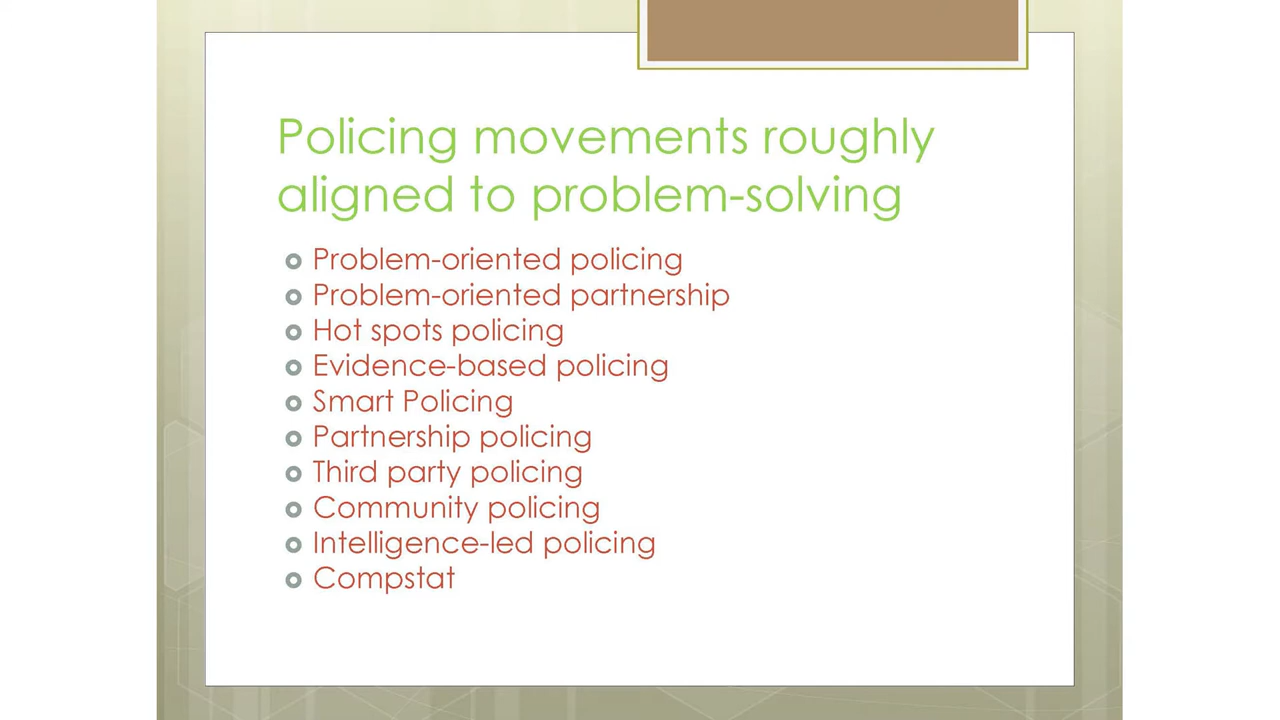 Policing movements roughly
aligned to problem-solving
Problem-oriented policing
Problem-oriented partnership
Hot spots policing
Evidence-based policing
Smart Policing
Partnership policing
Third party policing
Community policing
Intelligence-led policing
Compstat